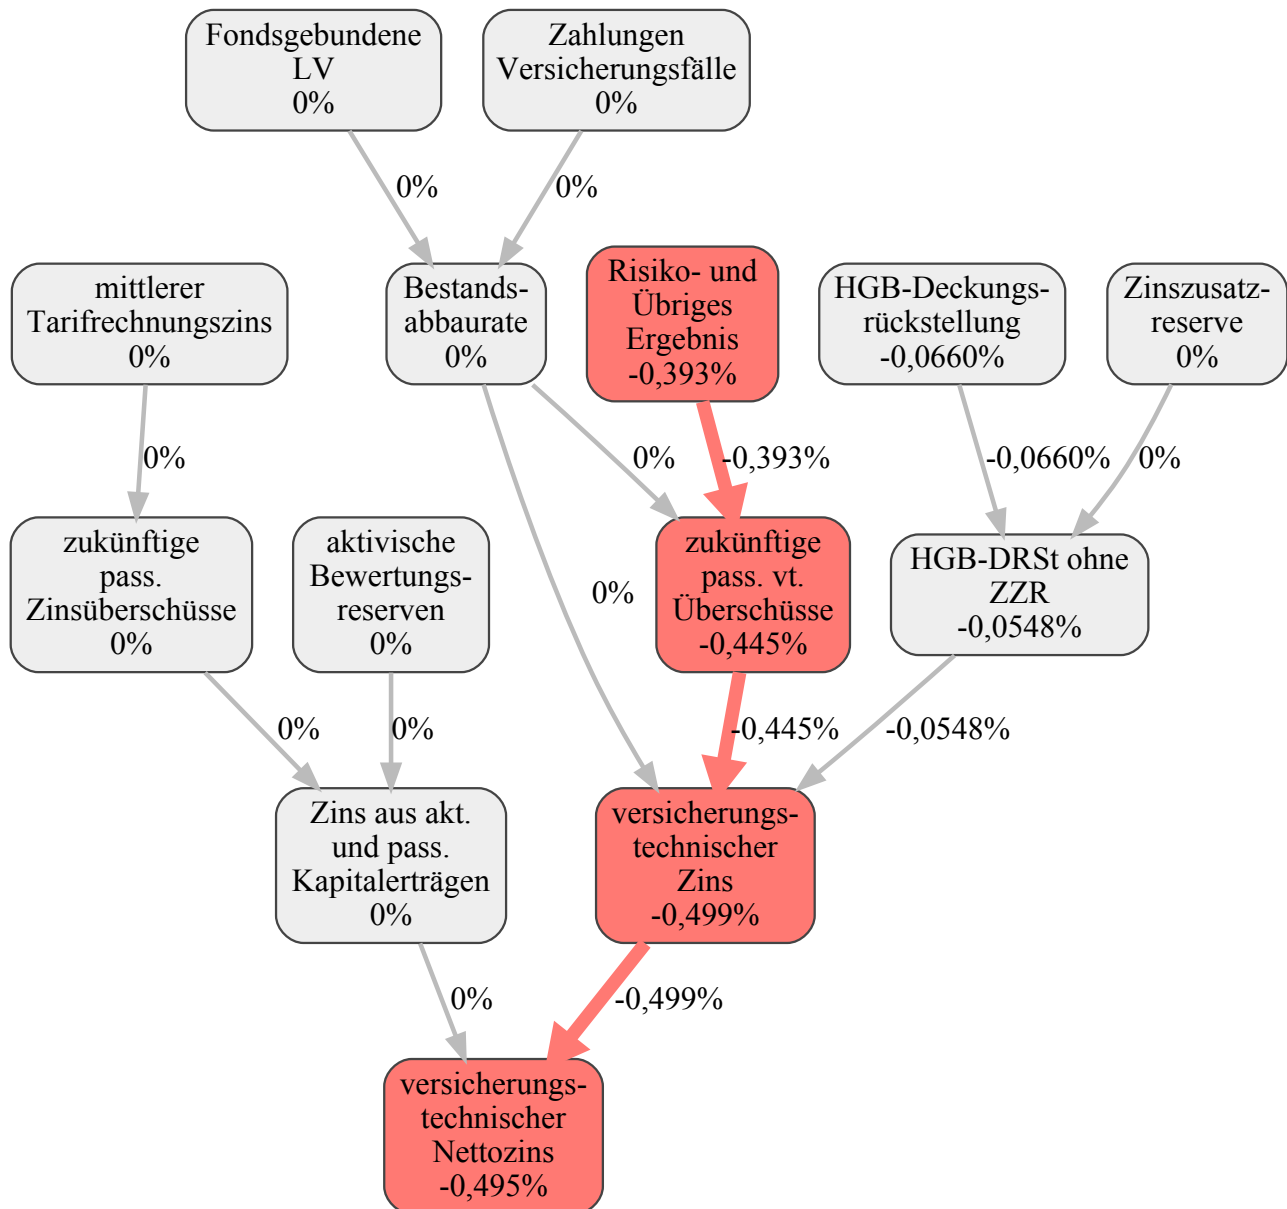 Fondsgebundene
LV
0%
Zahlungen
Versicherungsfälle
0%
0%
0%
mittlerer
Tarifrechnungszins
0%
Bestands-
abbaurate
0%
Risiko- und
Übriges
Ergebnis
-0,393%
HGB-Deckungs-
rückstellung
-0,0660%
Zinszusatz-
reserve
0%
0%
0%
-0,393%
-0,0660%
0%
zukünftige
pass.
Zinsüberschüsse
0%
aktivische
Bewertungs-
reserven
0%
0%
zukünftige
pass. vt.
Überschüsse
-0,445%
HGB-DRSt ohne
ZZR
-0,0548%
0%
0%
-0,445%
-0,0548%
Zins aus akt.
und pass.
Kapitalerträgen
0%
versicherungs-
technischer
Zins
-0,499%
0%
-0,499%
versicherungs-
technischer
Nettozins
-0,495%